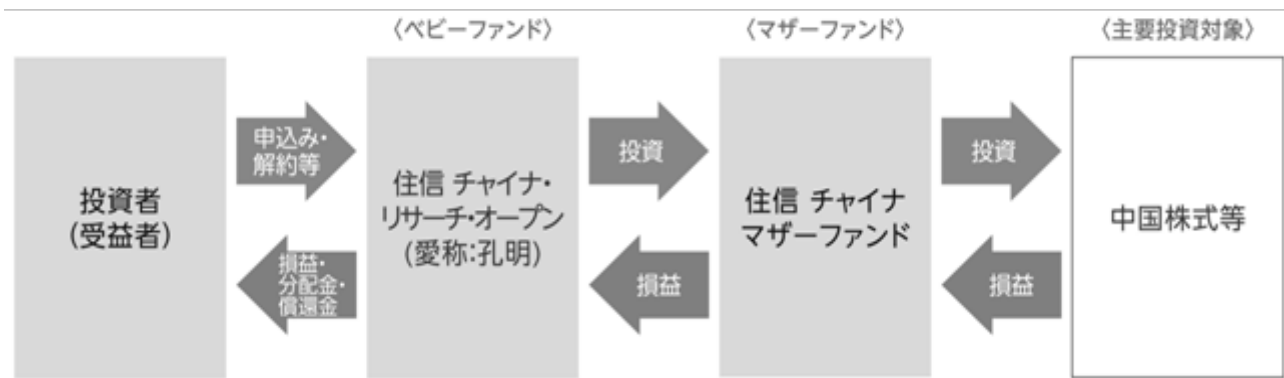 〈ベビーファンド〉
〈マザーファンド〉
〈主要投資対象〉
投資者
(受益者)
申込み・
解約等
損益・
分配金・
償還金
住信 チャイナ・
リサーチ・オープン
(愛称:孔明)
投資
損益
住信 チャイナ
マザーファンド
投資
損益
中国株式等